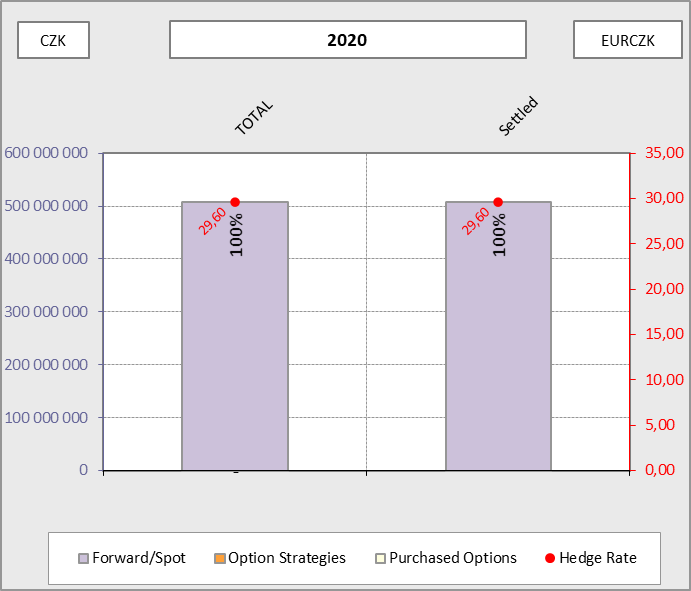 CZK
2020
EURCZK
TOTAL
Settled
600 000 000
500 000 000
400 000 000
300 000 000
200 000 000
100 000 000
0
35,00
30,00
25,00
20,00
15,00
10,00
5,00
0,00
29,60
100%
29,60
100%
-
Forward/Spot
Option Strategies
Purchased Options
Hedge Rate